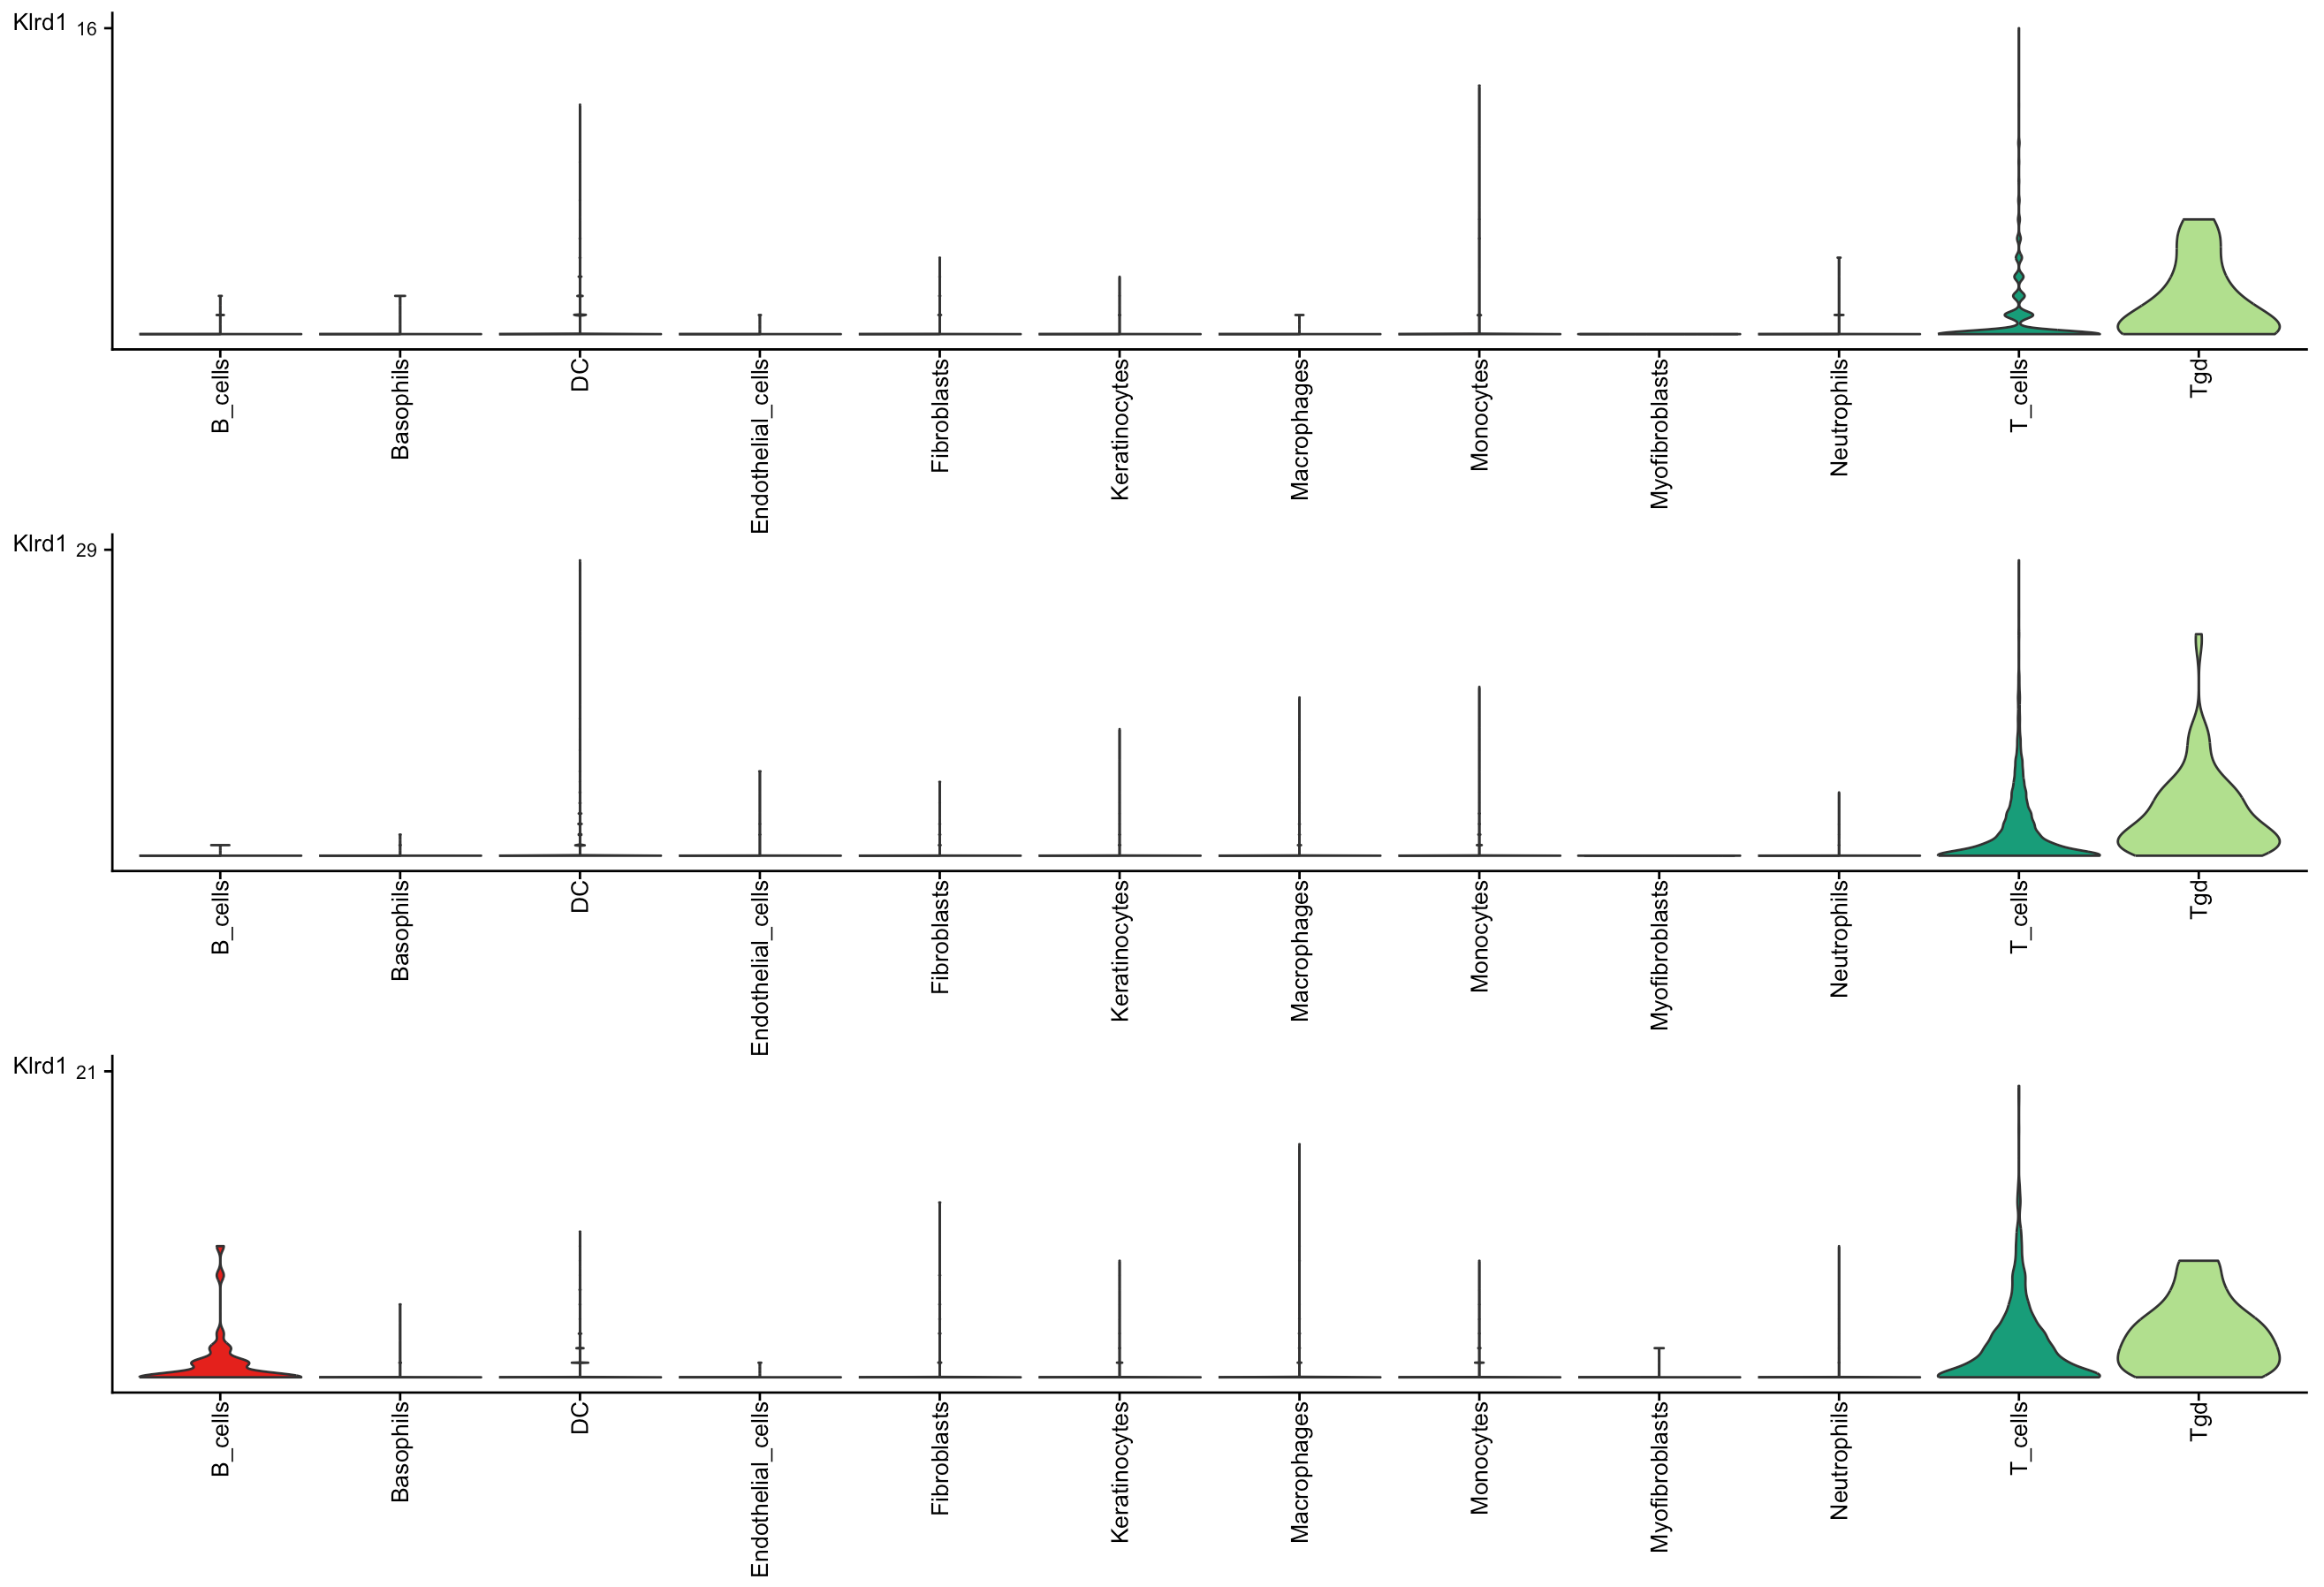 Klrd1 16
B_cells
Basophils
DC
Endothelial_cells
Fibroblasts
Keratinocytes
Macrophages
Monocytes
Myofibroblasts
Neutrophils
T_cells
Tgd
Klrd1 29
B_cells
Basophils
DC
Endothelial_cells
Fibroblasts
Keratinocytes
Macrophages
Monocytes
Myofibroblasts
Neutrophils
T_cells
Tgd
Klrd1 21
B_cells
Basophils
DC
Endothelial_cells
Fibroblasts
Keratinocytes
Macrophages
Monocytes
Myofibroblasts
Neutrophils
T_cells
Tgd